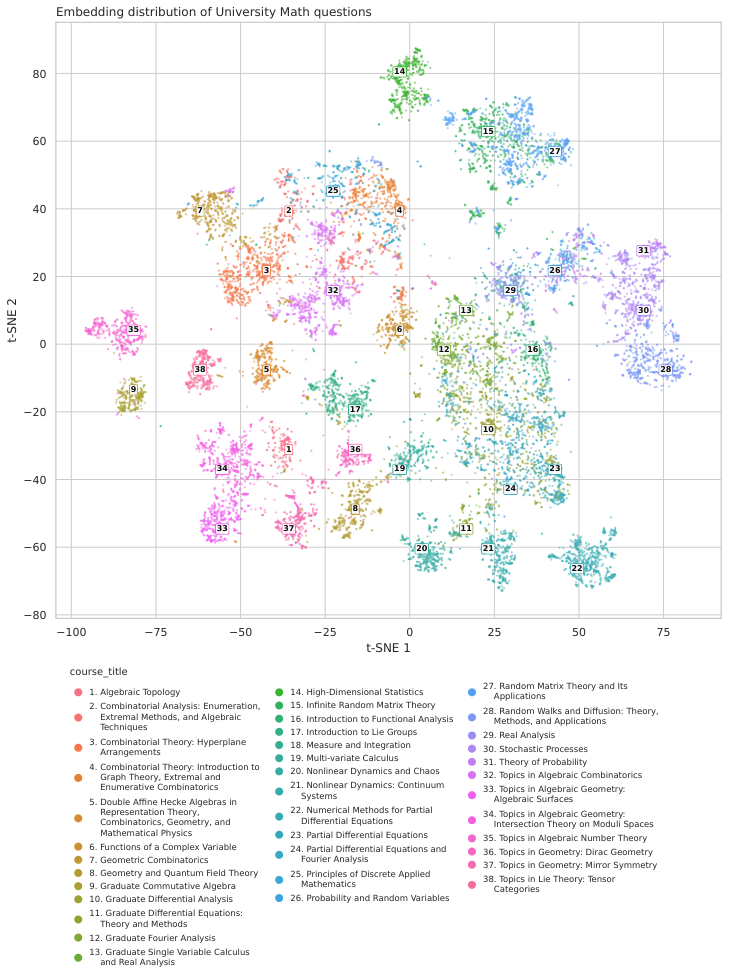 Embedding distribution of University Math questions
80
60
40
20
0
−20
−40
−60
−80
t-SNE 2
14
15
27
25
7
2
4
31
3
26
32
29
30
13
35
6
12
16
38
5
28
9
17
10
1
36
34
19
23
24
8
33
37
11
20
21
22
−100
−75
−50
−25
0
25
50
75
t-SNE 1
course_title
1. Algebraic Topology
2. Combinatorial Analysis: Enumeration,
Extremal Methods, and Algebraic
Techniques
3. Combinatorial Theory: Hyperplane
Arrangements
4. Combinatorial Theory: Introduction to
Graph Theory, Extremal and
Enumerative Combinatorics
5. Double Affine Hecke Algebras in
Representation Theory,
Combinatorics, Geometry, and
Mathematical Physics
6. Functions of a Complex Variable
7. Geometric Combinatorics
8. Geometry and Quantum Field Theory
9. Graduate Commutative Algebra
10. Graduate Differential Analysis
11. Graduate Differential Equations:
Theory and Methods
12. Graduate Fourier Analysis
13. Graduate Single Variable Calculus
and Real Analysis
14. High-Dimensional Statistics
15. Infinite Random Matrix Theory
16. Introduction to Functional Analysis
17. Introduction to Lie Groups
18. Measure and Integration
19. Multi-variate Calculus
20. Nonlinear Dynamics and Chaos
21. Nonlinear Dynamics: Continuum
Systems
22. Numerical Methods for Partial
Differential Equations
23. Partial Differential Equations
24. Partial Differential Equations and
Fourier Analysis
25. Principles of Discrete Applied
Mathematics
26. Probability and Random Variables
27. Random Matrix Theory and Its
Applications
28. Random Walks and Diffusion: Theory,
Methods, and Applications
29. Real Analysis
30. Stochastic Processes
31. Theory of Probability
32. Topics in Algebraic Combinatorics
33. Topics in Algebraic Geometry:
Algebraic Surfaces
34. Topics in Algebraic Geometry:
Intersection Theory on Moduli Spaces
35. Topics in Algebraic Number Theory
36. Topics in Geometry: Dirac Geometry
37. Topics in Geometry: Mirror Symmetry
38. Topics in Lie Theory: Tensor
Categories